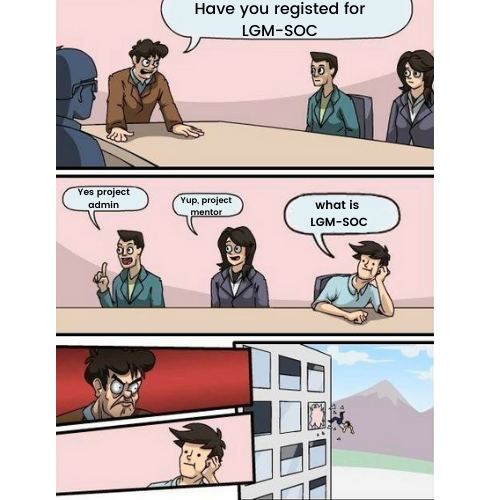 Have you registed for
LGM-SOC
Yes project
admin
Yup, project
mentor
what is
LGM-SOC